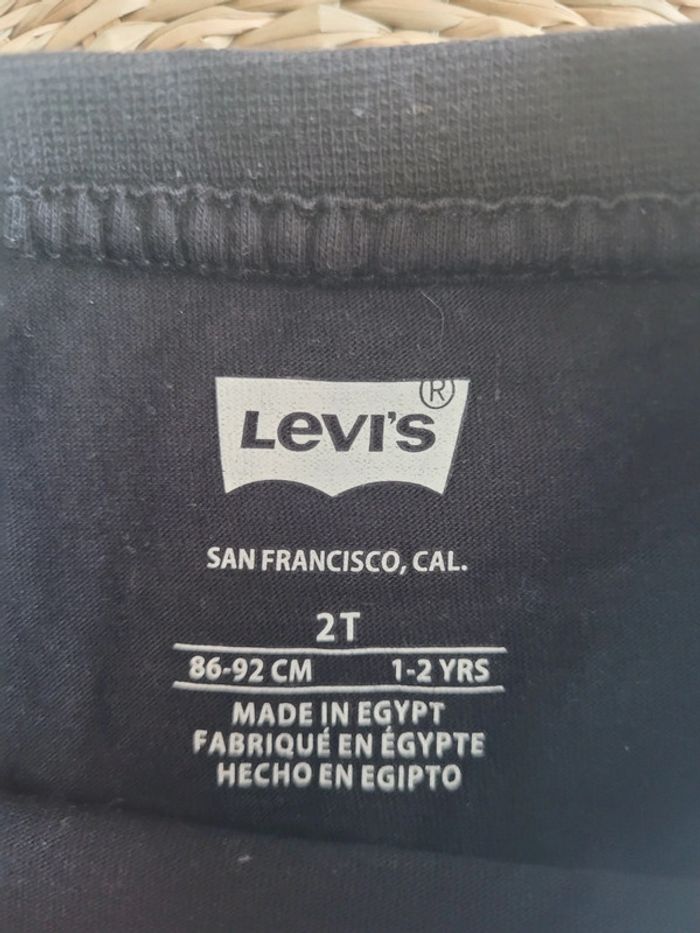 LEVI'S ®
SAN FRANCISCO, CAL.
2T
86-92 CM 1-2 YRS
MADE IN EGYPT
FABRIQUÉ EN ÉGYPTE
HECHO EN EGIPTO